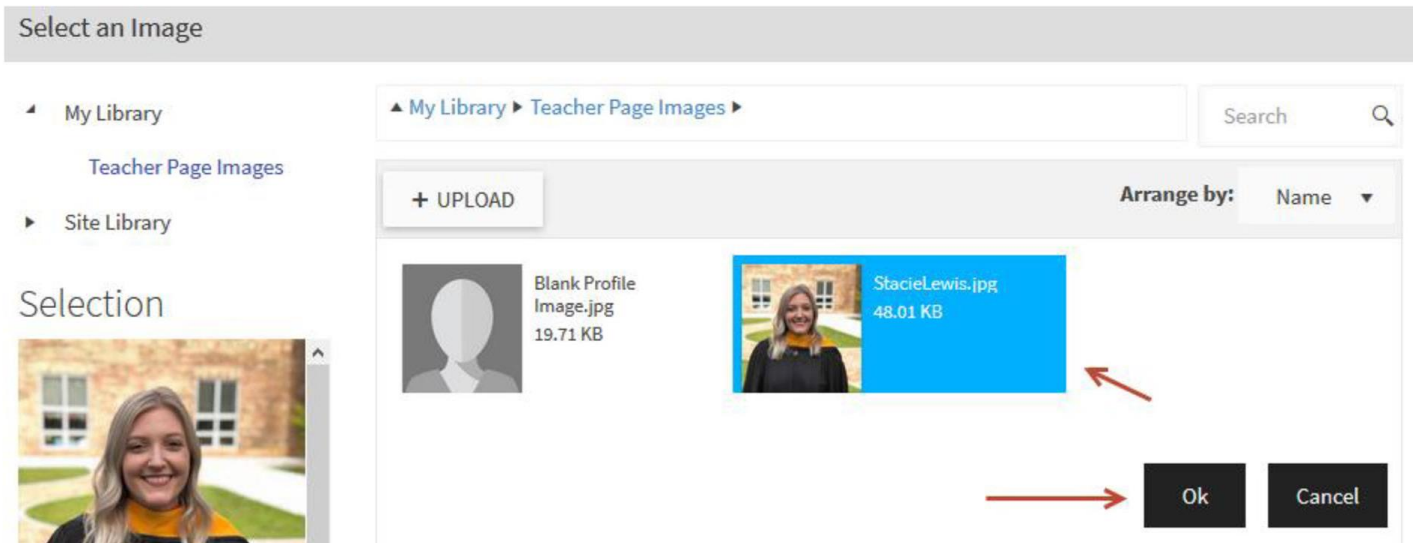 Select an Image
My Library
Teacher Page Images
Site Library
Selection
My Library Teacher Page Images
Search
+ UPLOAD
Arrange by: Name
Blank Profile
Image.jpg
19.71 KB
StacieLewis.jpg
48.01 KB
Ok Cancel